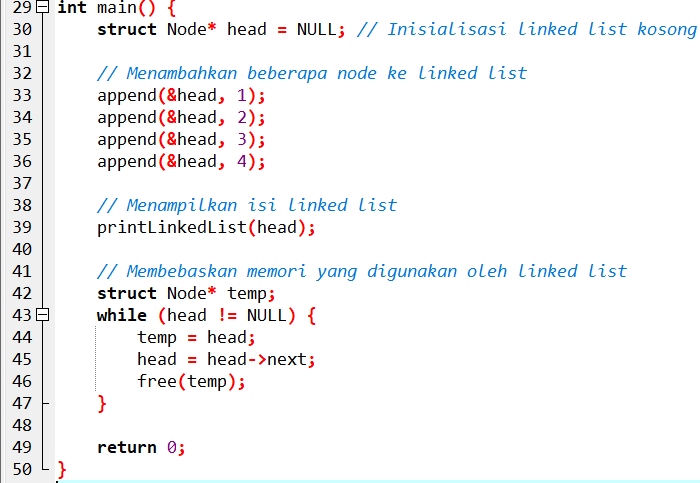 29 int main() {
30 struct Node* head = NULL; // Inisialisasi linked list kosong
31
32 // Menambahkan beberapa node ke linked list
33 append(&head, 1);
34 append(&head, 2);
35 append(&head, 3);
36 append(&head, 4);
37
38 // Menampilkan isi linked list
39 printLinkedList(head);
40
41 // Membebaskan memori yang digunakan oleh linked list
42 struct Node* temp;
43 while (head != NULL) {
44 temp = head;
45 head = head->next;
46 free(temp);
47 }
48
49 return 0;
50 }